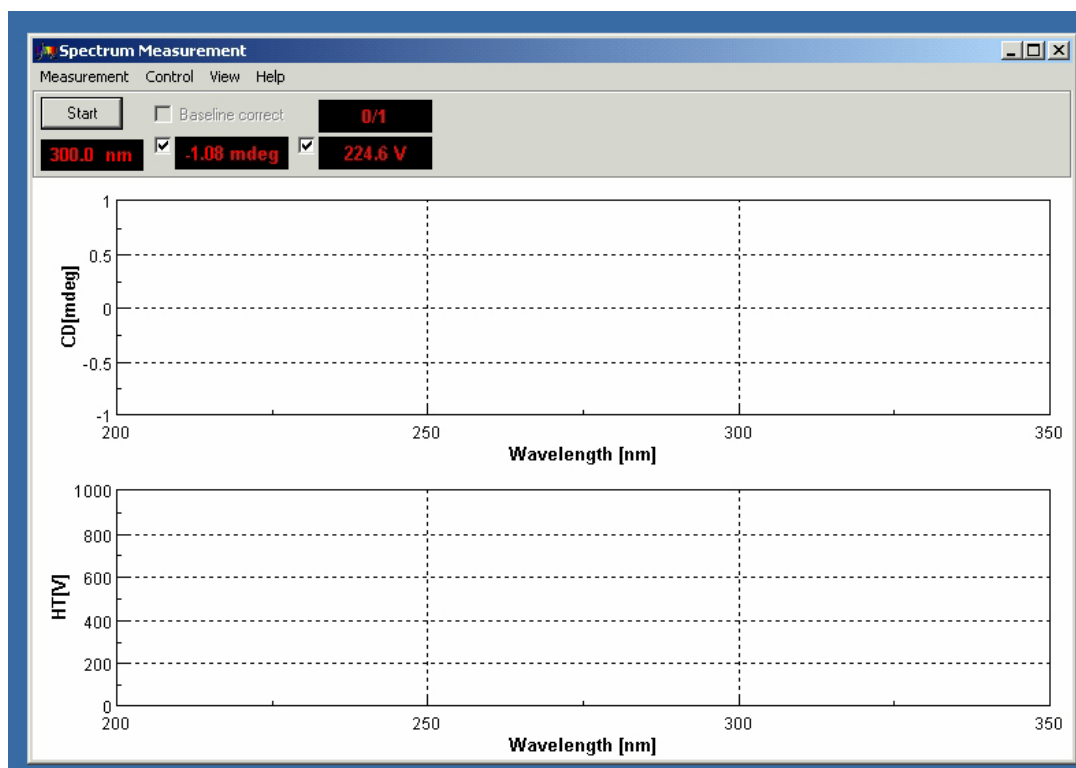 Spectrum Measurement
Measurement Control View Help
Start Baseline correct 0/1
300.0 nm -1.08 mdeg 224.6 V
1
0.5
0
-0.5
-1
CD[mdeg]
200 250 300 350
Wavelength [nm]
1000
800
600
400
200
0
HT[V]
200 250 300 350
Wavelength [nm]